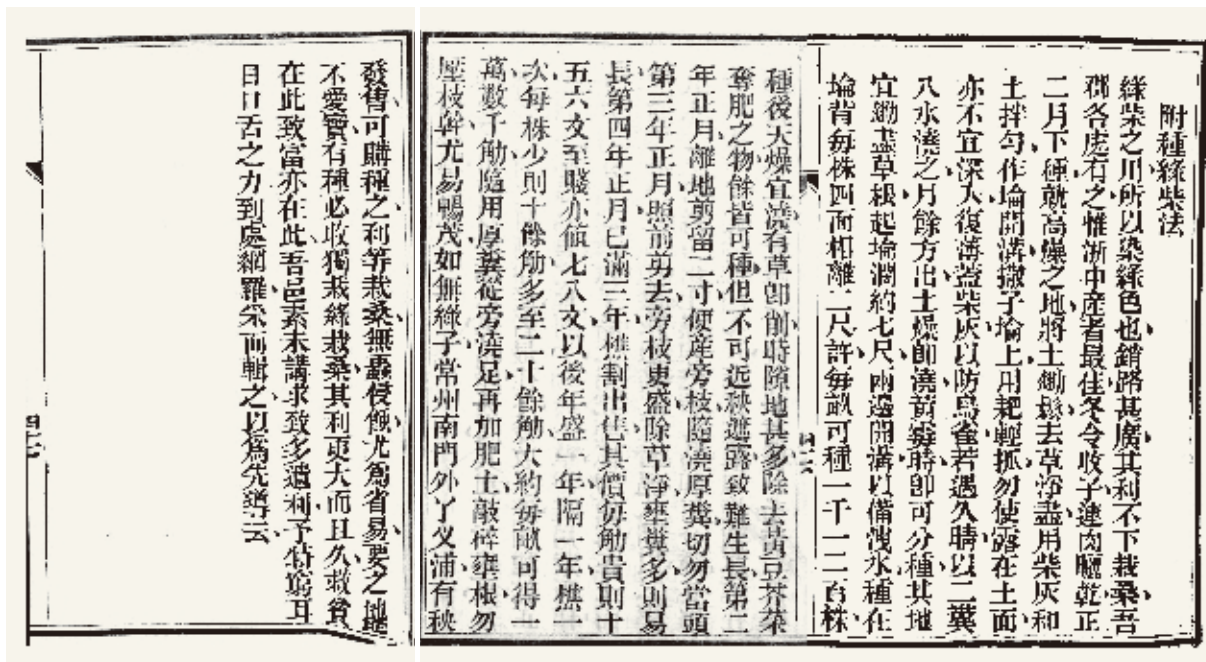 附種綠柴法
綠柴之用所以染綠色也銷路甚廣其利不下栽桑吾
鄰各處有之惟浙中産者最佳冬令收子連肉曬乾正
二月下種就高燥之地將土鋤鬆去草淨盡用柴灰和
土拌勻作埨開溝撒子埨上用耙輕抓勿使露在土面
亦不宜深入復薄蓋柴灰以防鳥雀若遇久晴以二糞
八水澆之月餘方出土燥卽澆黃霉時卽可分種其地
宜鋤盡草根起埨濶約七尺兩邊開溝以備洩水種在
埨背每株四面相離二尺許每畝可種一千一二百株
種後天燥宜澆有草卽削時隙地甚多除去黃豆芥菜
奪肥之物餘皆可種但不可近秧遮露致難生長第二
年正月離地剪留二寸便産旁枝隨澆厚糞切勿當頭
第三年正月照前剪去旁枝更盛除草淨壅糞多則易
長第四年正月已滿三年樵割出售其價每觔貴則十
五六文至賤亦値七八文以後年盛一年隔一年樵一
次每株少則十餘觔多至二十餘觔大約每畝可得一
萬數千觔隨用厚糞從旁澆足再加肥土敲碎壅根勿
壓枝幹尤易暢茂如無綠子常州南門外丫叉浦有秧
發售可購種之利等栽桑無蟲侵蝕尤爲省易要之地
不愛寶有種必收獨栽綠栽桑其利更大而且久救貧
在此致富亦在此吾邑素未講求致多遺利予特竊耳
目口舌之力到處網羅采而輯之以爲先導云